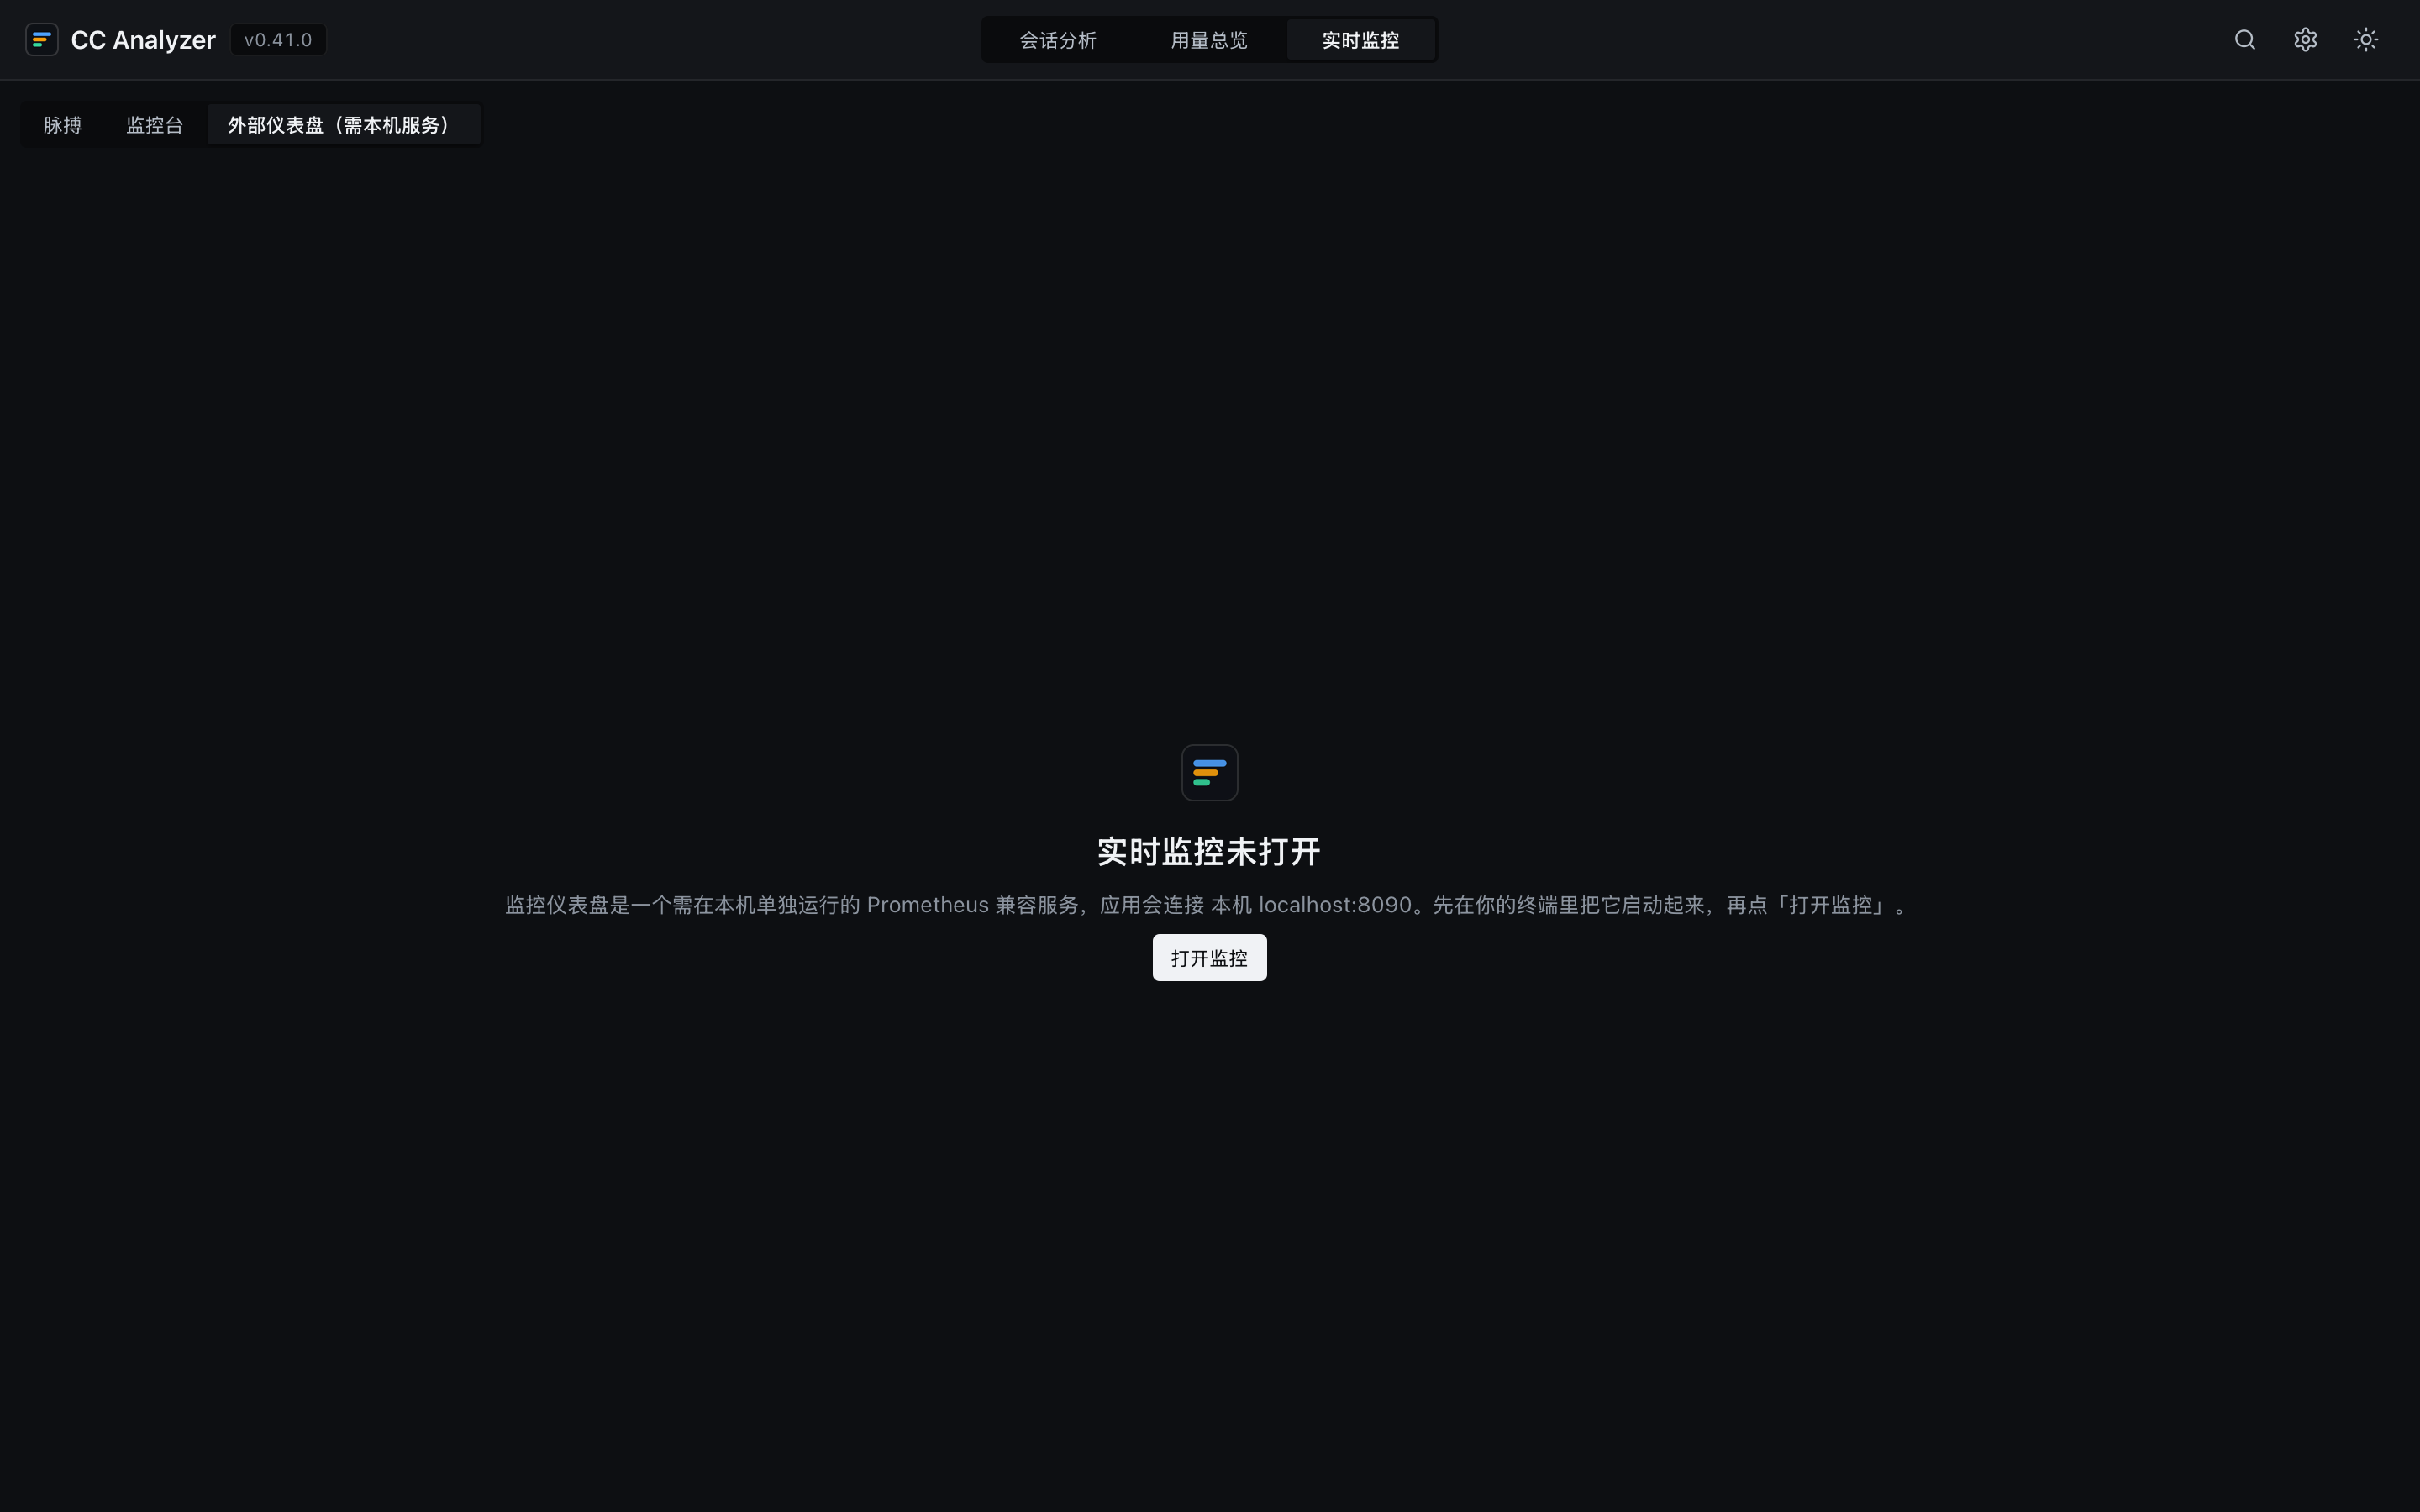 CC Analyzer v0.41.0 会话分析 用量总览 实时监控
脉搏 监控台 外部仪表盘（需本机服务）
实时监控未打开
监控仪表盘是一个需在本机单独运行的 Prometheus 兼容服务，应用会连接 本机 localhost:8090。先在你的终端里把它启动起来，再点「打开监控」。
打开监控